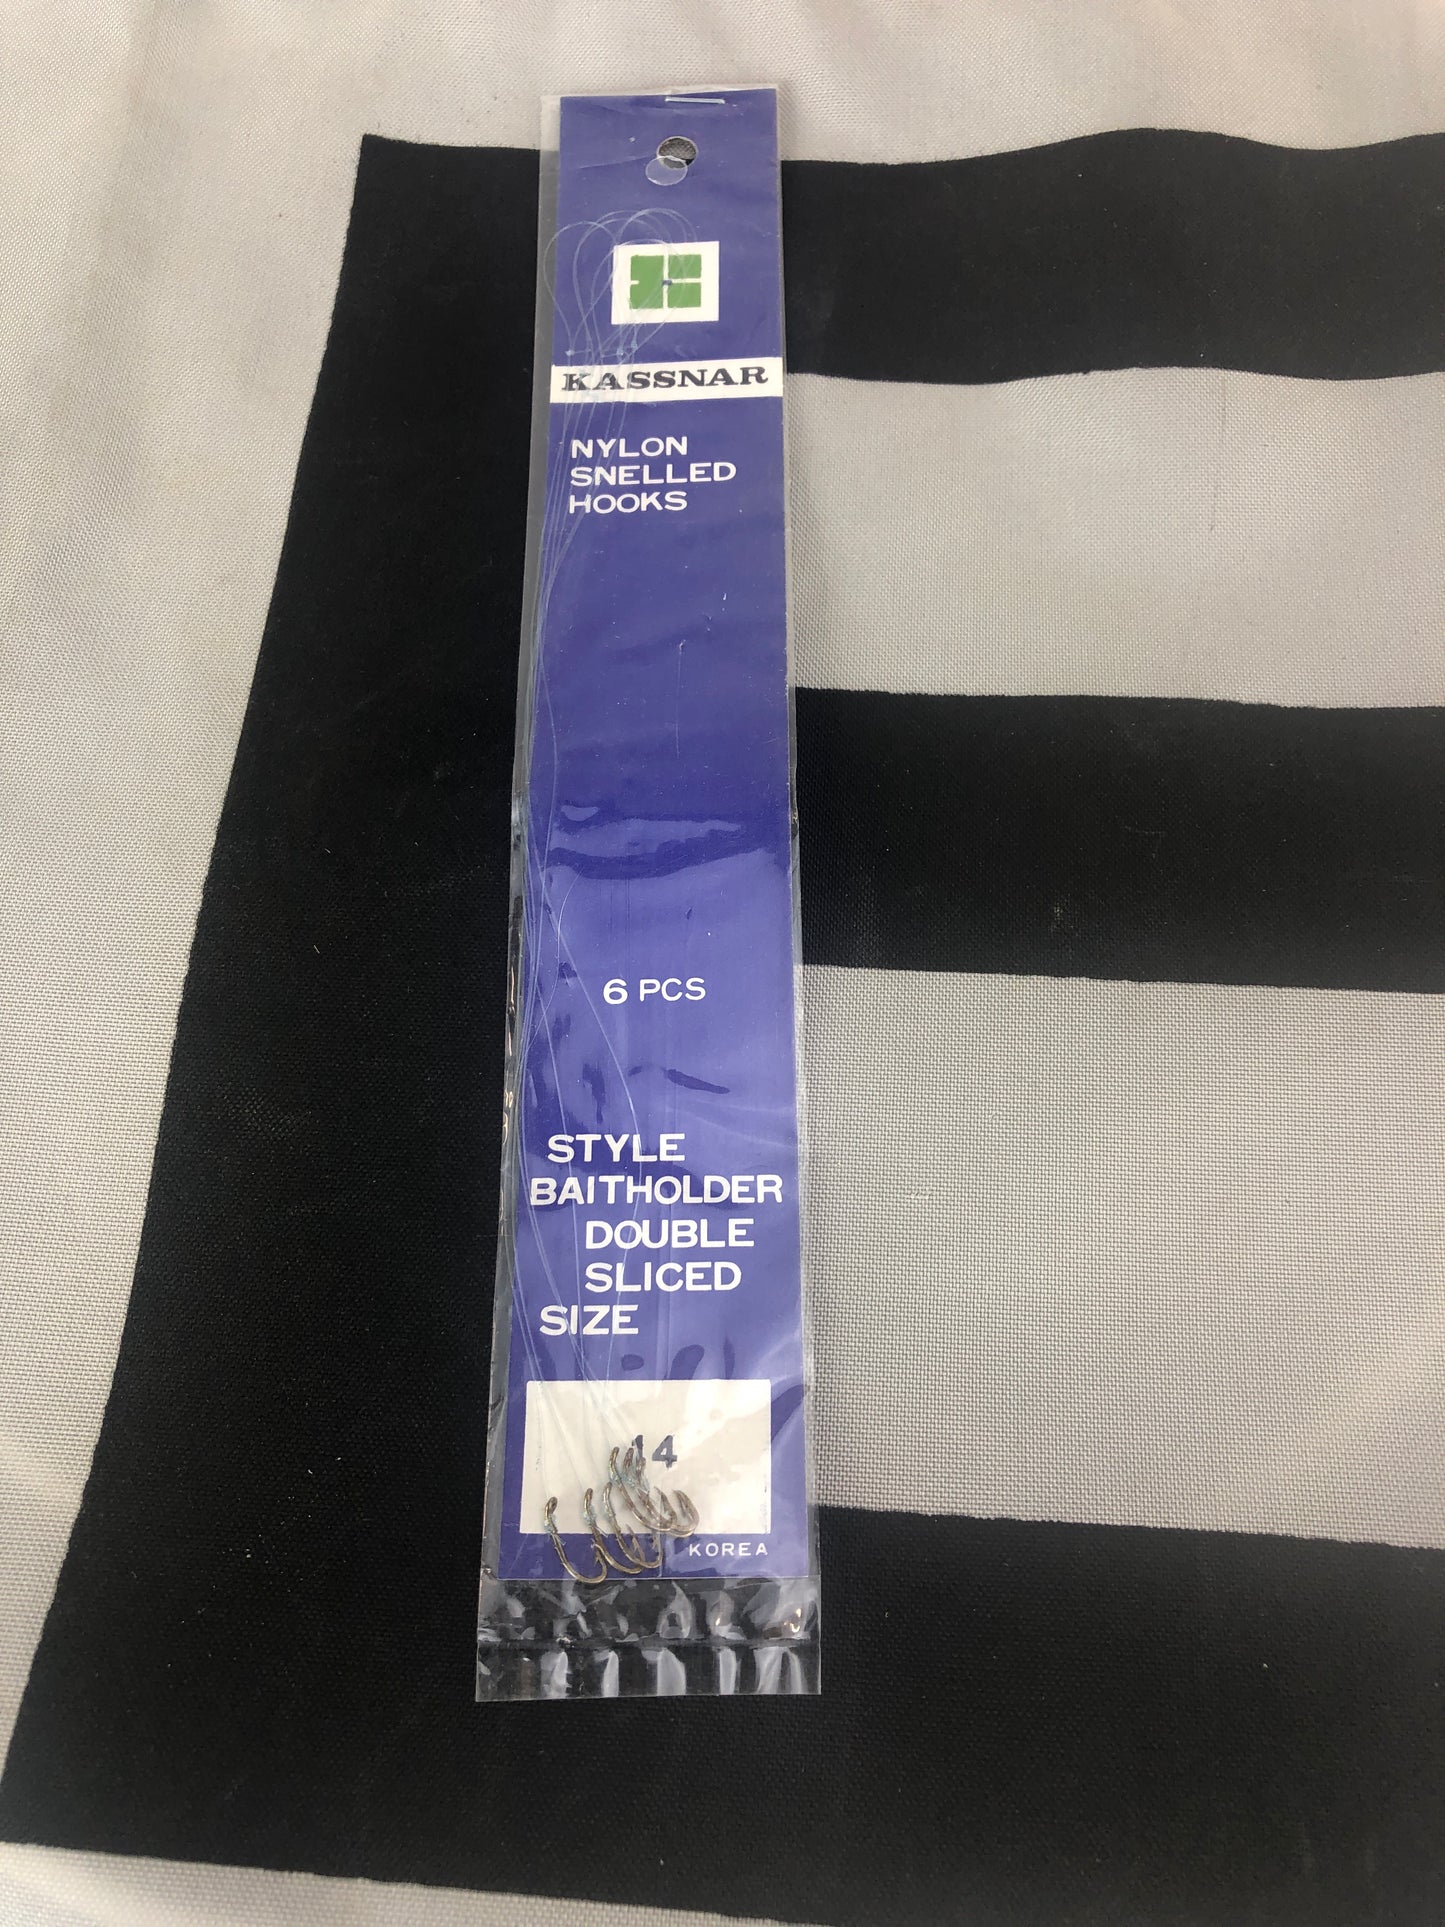 KASSNAR
NYLON
SNELLED
HOOKS
6 PCS
STYLE
BAITHOLDER
DOUBLE
SLICED
SIZE
14
KOREA